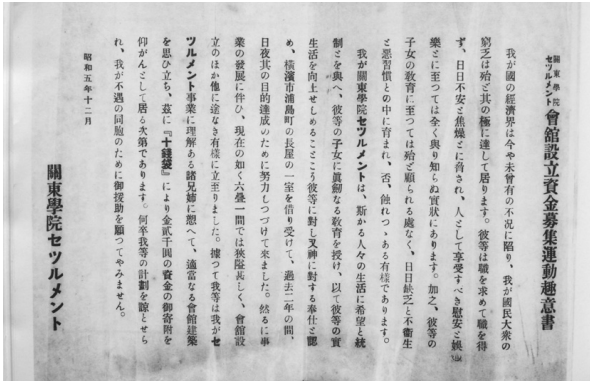 關東學院セツルメント 會舘設立資金募集運動趣意書
我が國の經濟界は今や未曾有の不况に陷り、我が國民大衆の
窮乏は殆ど其の極に達して居ります。彼等は職を求めて職を得
ず、日日不安と焦燥とに脅され、人として享受すべき慰安と娛
樂とに至つては全く與り知らぬ實狀にあります。加之、彼等の
子女の敎育に至つては殆ど顧られる處なく、日日缺乏と不衞生
と惡習慣との中に育まれ、否、蝕れつゝある有樣であります。
我が關東學院セツルメントは、斯かる人々の生活に希望と統
制とを與へ、彼等の子女に眞劒なる敎育を授け、以て彼等の實
生活を向上せしめることこそ彼等に對し又神に對する奉仕と認
め、橫濱市浦島町の長屋の一室を借り受けて、過去二年の間、
日夜其の目的達成のために努力しつづけて來ました。然るに事
業の發展に伴ひ、現在の如く六疊一間では狹隘甚しく、會舘設
立のほか他に途なき有樣に立至りました。據つて我等は我がセ
ツルメント事業に理解ある諸兄姉に愬へて、適當なる會舘建築
を思ひ立ち、茲に『十錢袋』により金貳千圓の資金の御寄附を
仰がんとして居る次第であります。何卒我等の計劃を諒とせら
れ、我が不遇の同胞のために御援助を願つてやみません。
昭和五年十二月
關東學院セツルメント